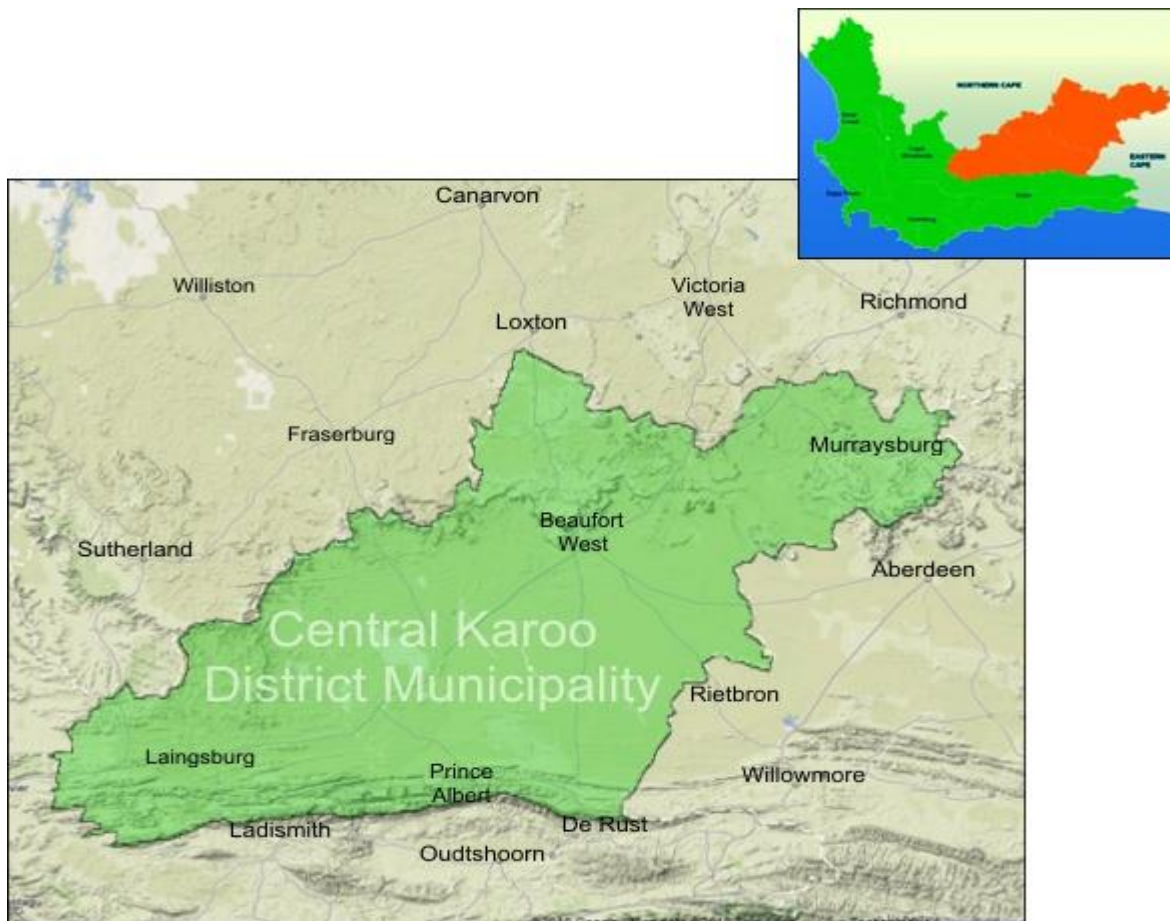 NORTHERN CAPE
EASTERN
CAPE
Canarvon
Williston
Victoria
West
Richmond
Loxton
Fraserburg
Murraysburg
Beaufort
West
Sutherland
Aberdeen
Central Karoo
District Municipality
Rietbron
Laingsburg
Prince
Albert
Willowmore
Ladismith
De Rust
Oudtshoorn